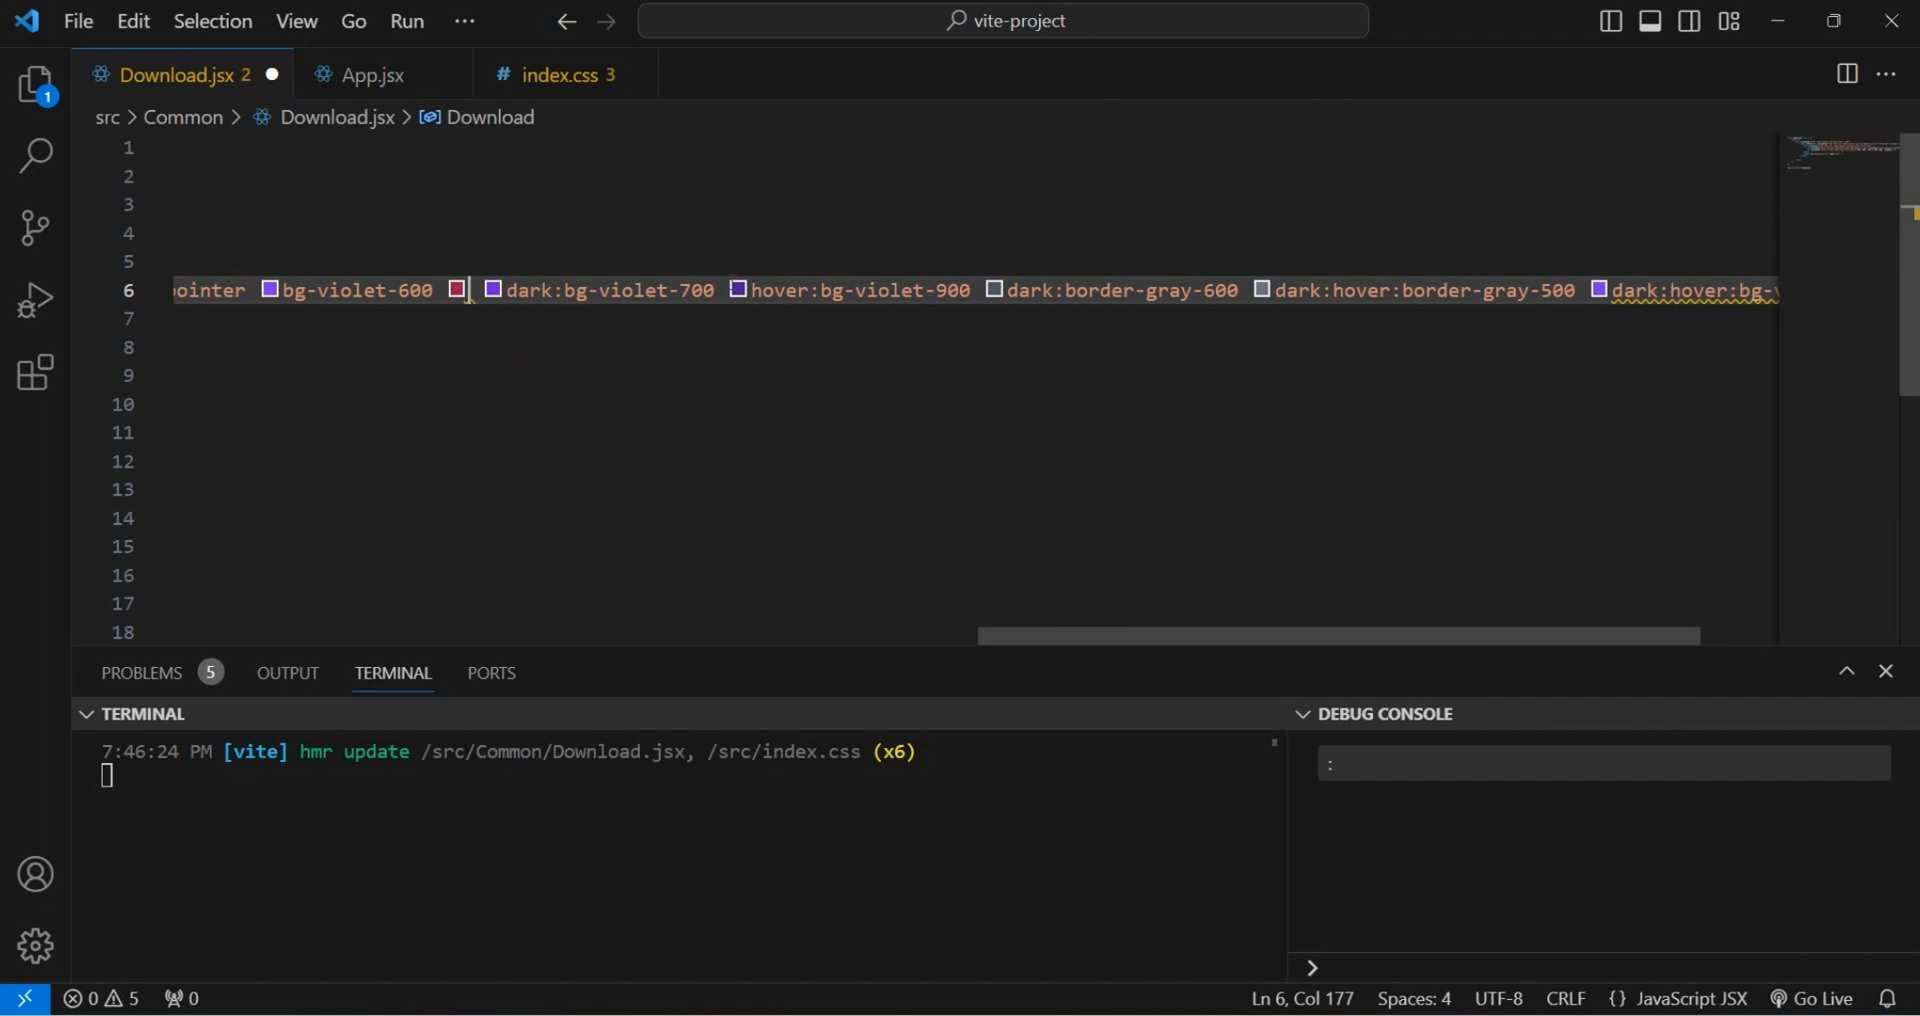 File Edit Selection View Go Run ··· vite-project
Download.jsx 2 App.jsx # index.css 3
src > Common > Download.jsx > Download
1
2
3
4
5
6 ointer bg-violet-600 dark:bg-violet-700 hover:bg-violet-900 dark:border-gray-600 dark:hover:border-gray-500 dark:hover:bg-
7
8
9
10
11
12
13
14
15
16
17
18
1
PROBLEMS 5 OUTPUT TERMINAL PORTS
TERMINAL
DEBUG CONSOLE
7:46:24 PM [vite] hmr update /src/Common/Download.jsx, /src/index.css (x6)
:
>
0 5 0 Ln 6, Col 177 Spaces: 4 UTF-8 CRLF {} JavaScript JSX Go Live